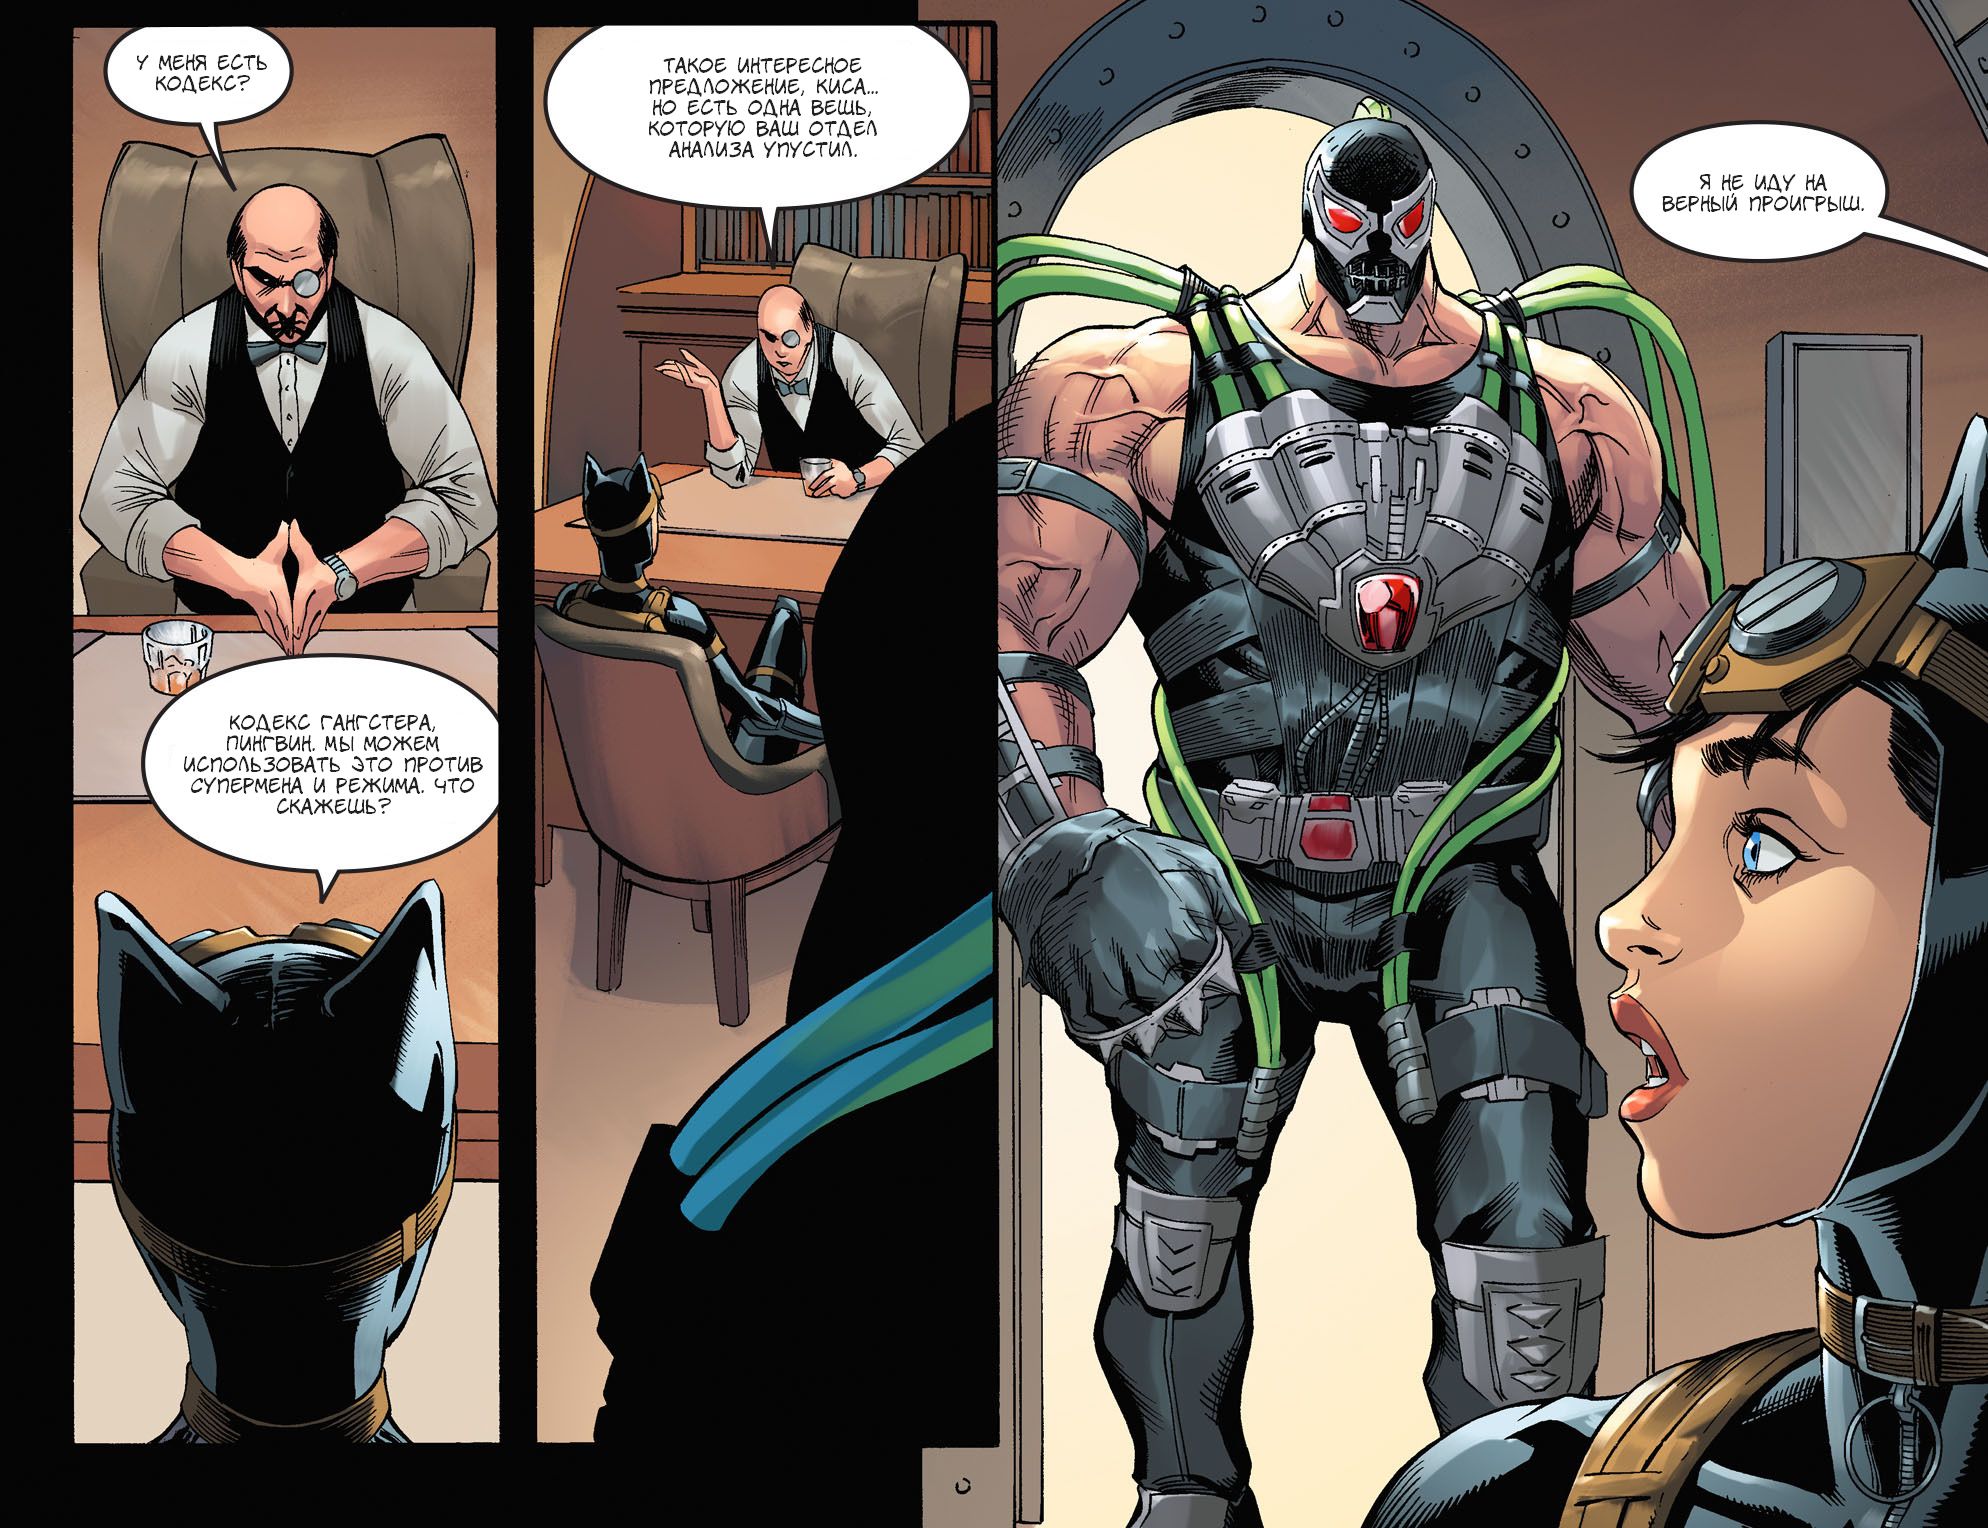 У МЕНЯ ЕСТЬ
КОДЕКС?
КОДЕКС ГАНГСТЕРА,
ПИНГВИН. МЫ МОЖЕМ
ИСПОЛЬЗОВАТЬ ЭТО ПРОТИВ
СУПЕРМЕНА И РЕЖИМА. ЧТО
СКАЖЕШЬ?
ТАКОЕ ИНТЕРЕСНОЕ
ПРЕДЛОЖЕНИЕ, КИСА...
НО ЕСТЬ ОДНА ВЕШЬ,
КОТОРУЮ ВАШ ОТДЕЛ
АНАЛИЗА УПУСТИЛ.
Я НЕ ИДУ НА
ВЕРНЫЙ ПРОИГРЫШ.